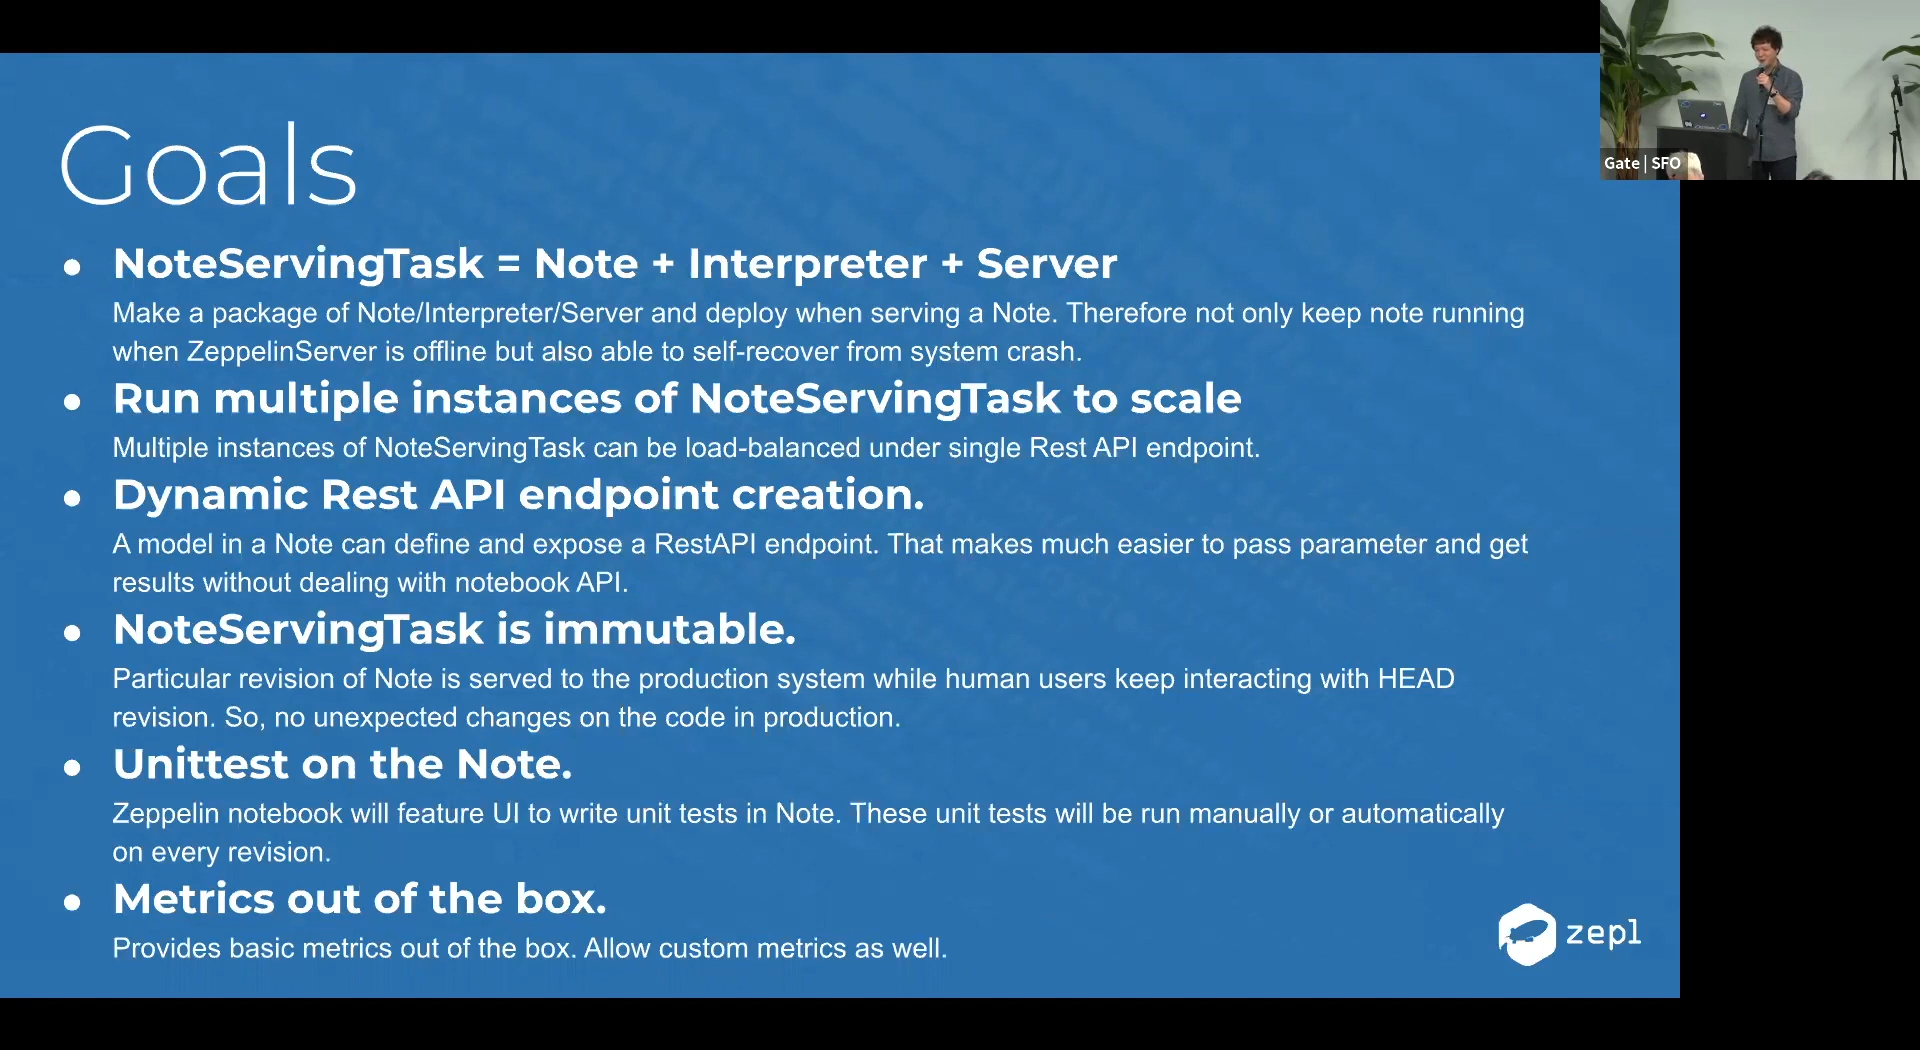 Goals
● NoteServingTask = Note + Interpreter + Server
Make a package of Note/Interpreter/Server and deploy when serving a Note. Therefore not only keep note running
when ZeppelinServer is offline but also able to self-recover from system crash.
● Run multiple instances of NoteServingTask to scale
Multiple instances of NoteServingTask can be load-balanced under single Rest API endpoint.
● Dynamic Rest API endpoint creation.
A model in a Note can define and expose a RestAPI endpoint. That makes much easier to pass parameter and get
results without dealing with notebook API.
● NoteServingTask is immutable.
Particular revision of Note is served to the production system while human users keep interacting with HEAD
revision. So, no unexpected changes on the code in production.
● Unittest on the Note.
Zeppelin notebook will feature UI to write unit tests in Note. These unit tests will be run manually or automatically
on every revision.
● Metrics out of the box.
Provides basic metrics out of the box. Allow custom metrics as well.
zepl
Gate | SFO